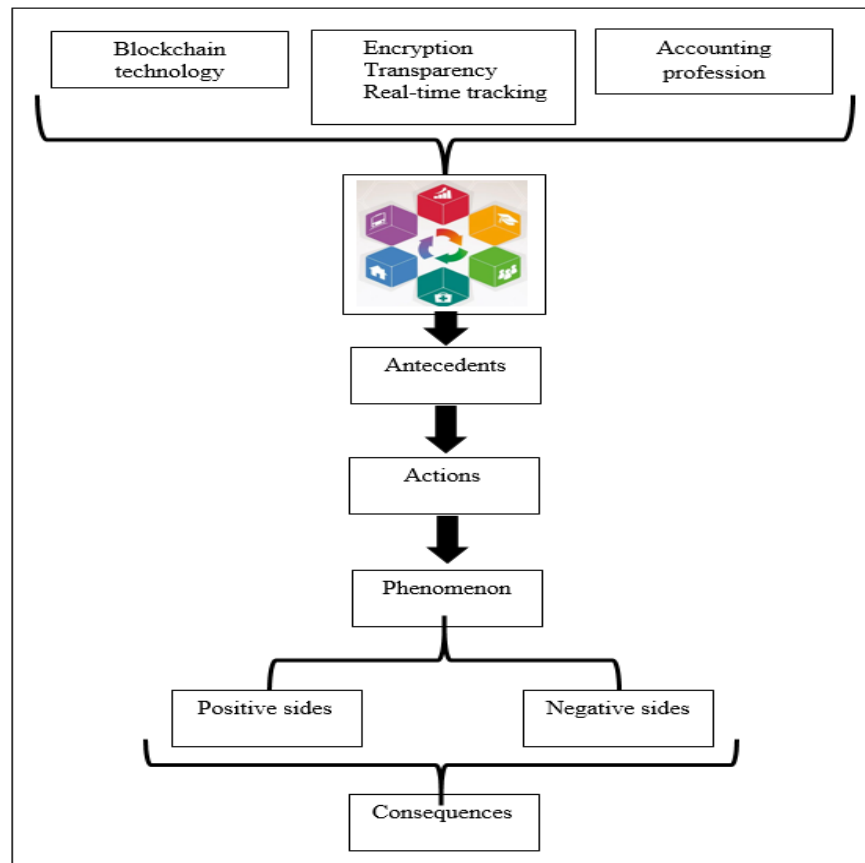 Blockchain
technology
Encryption
Transparency
Real-time tracking
Accounting
profession
Antecedents
Actions
Phenomenon
Positive sides
Negative sides
Consequences